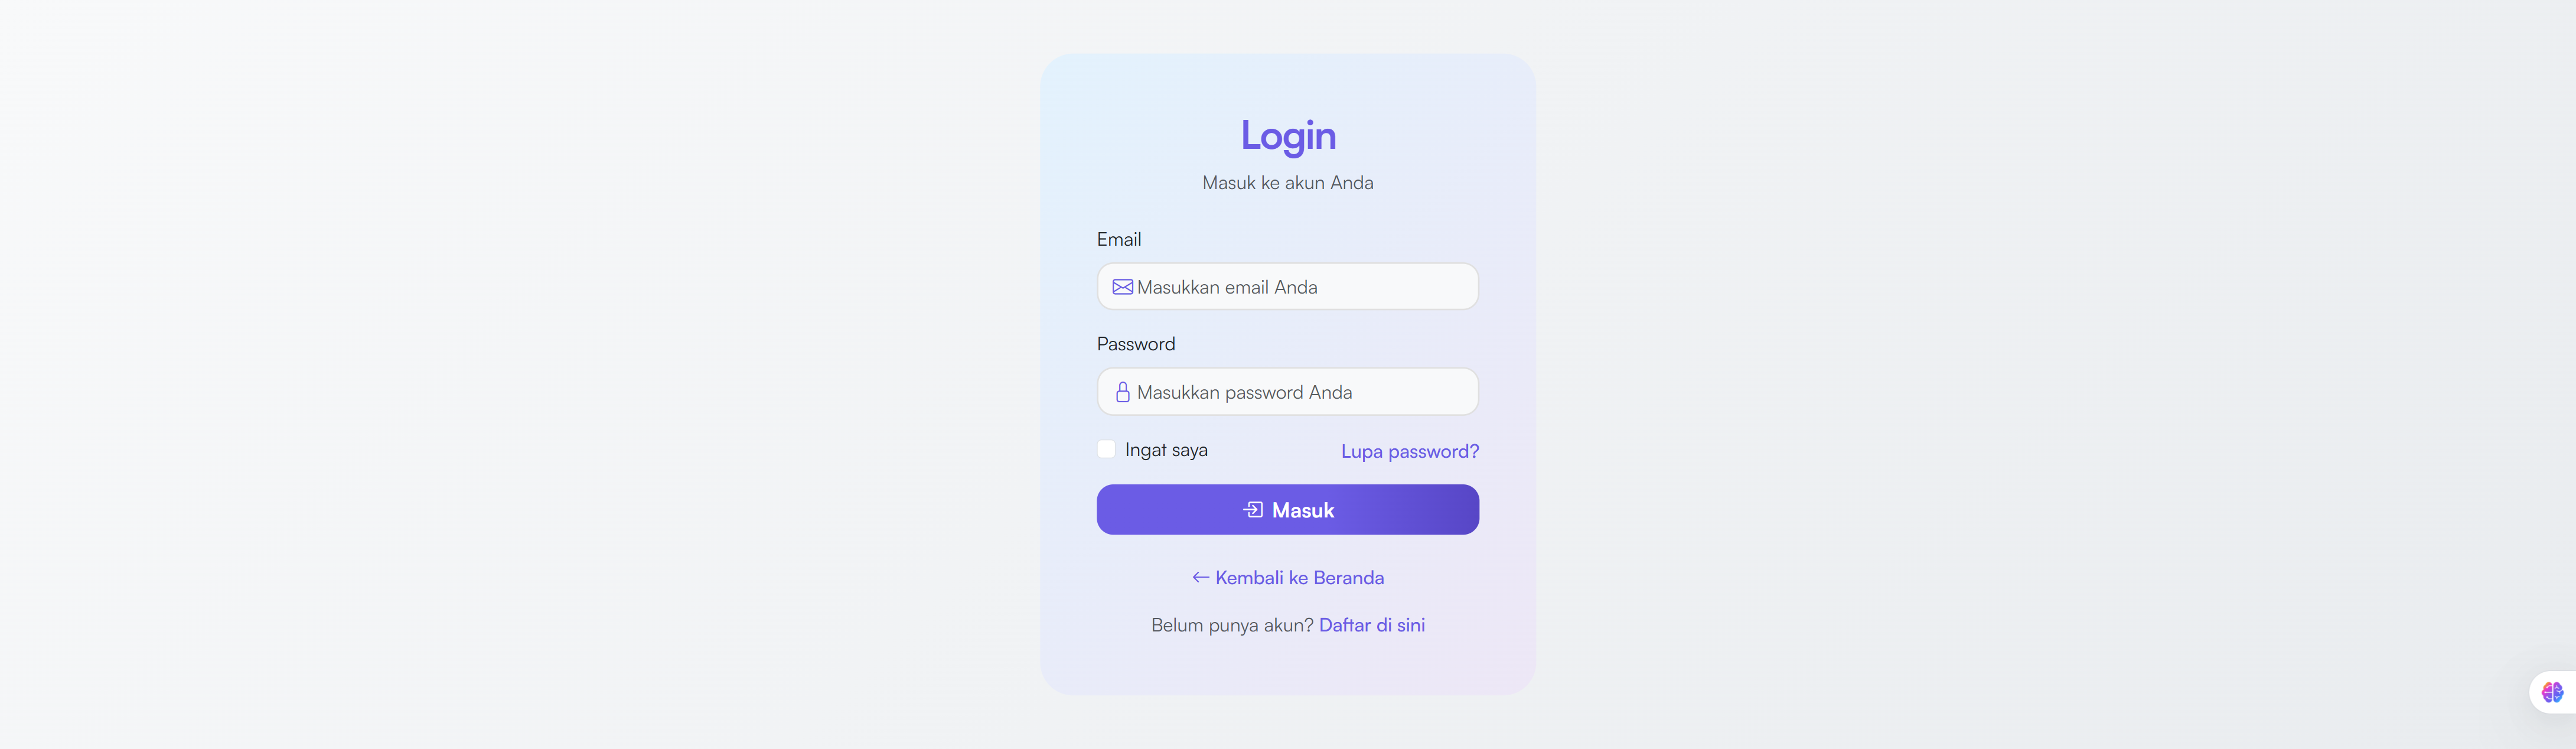 Login
Masuk ke akun Anda
Email
Masukkan email Anda
Password
Masukkan password Anda
Ingat saya
Lupa password?
Masuk
← Kembali ke Beranda
Belum punya akun? Daftar di sini